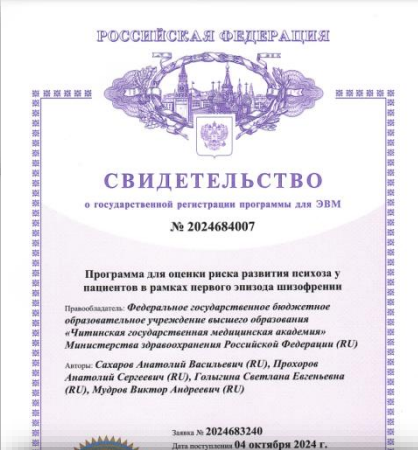 РОССИЙСКАЯ ФЕДЕРАЦИЯ
СВИДЕТЕЛЬСТВО
о государственной регистрации программы для ЭВМ
№ 2024684007
Программа для оценки риска развития психоза у
пациентов в рамках первого эпизода шизофрении
Правообладатель: Федеральное государственное бюджетное
образовательное учреждение высшего образования
«Читинская государственная медицинская академия»
Министерства здравоохранения Российской Федерации (RU)
Авторы: Сахаров Анатолий Васильевич (RU), Прохоров
Анатолий Сергеевич (RU), Голыгина Светлана Евгеньевна
(RU), Мудров Виктор Андреевич (RU)
Заявка № 2024683240
Дата поступления 04 октября 2024 г.